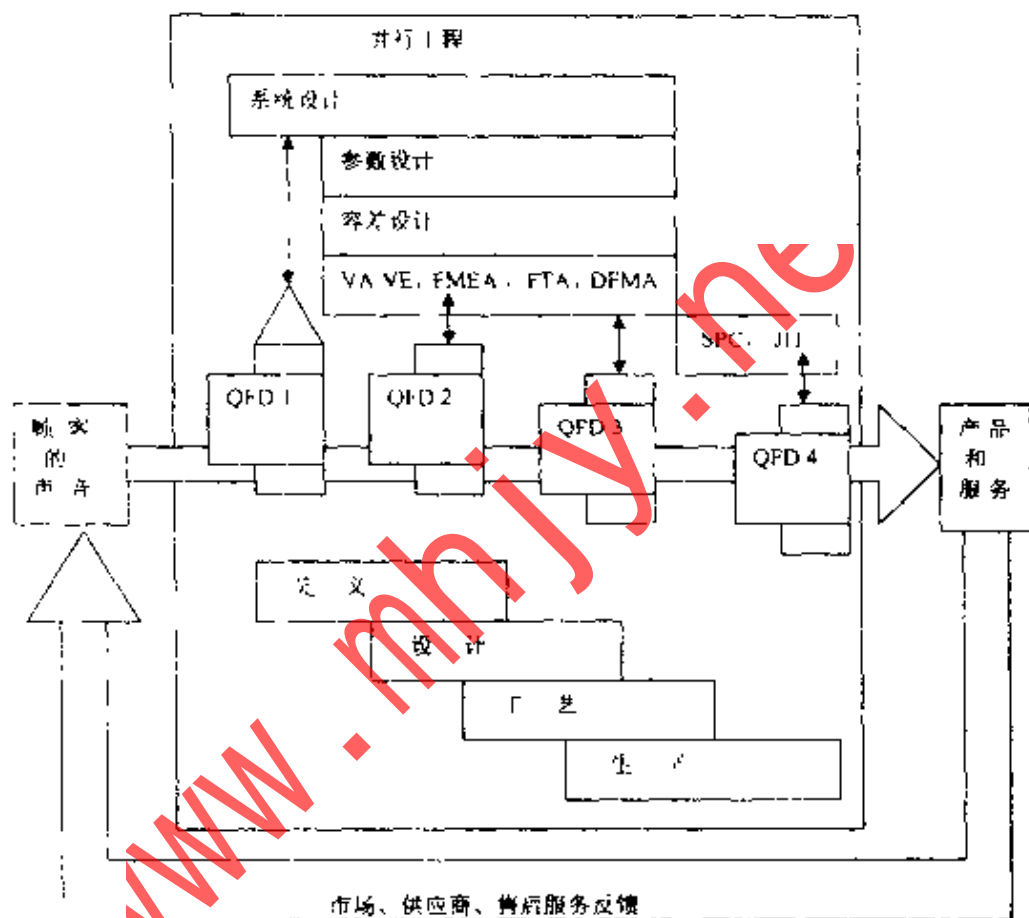 并行工程
系统设计
参数设计
容差设计
VA VE, FMEA, FTA, DFMA
SPC, JIT
QFD 1
QFD 2
QFD 3
QFD 4
顾客
的
声音
产品
和
服务
定 义
设 计
工 艺
生 产
市场、供应商、售后服务反馈
www.mhjy.ne